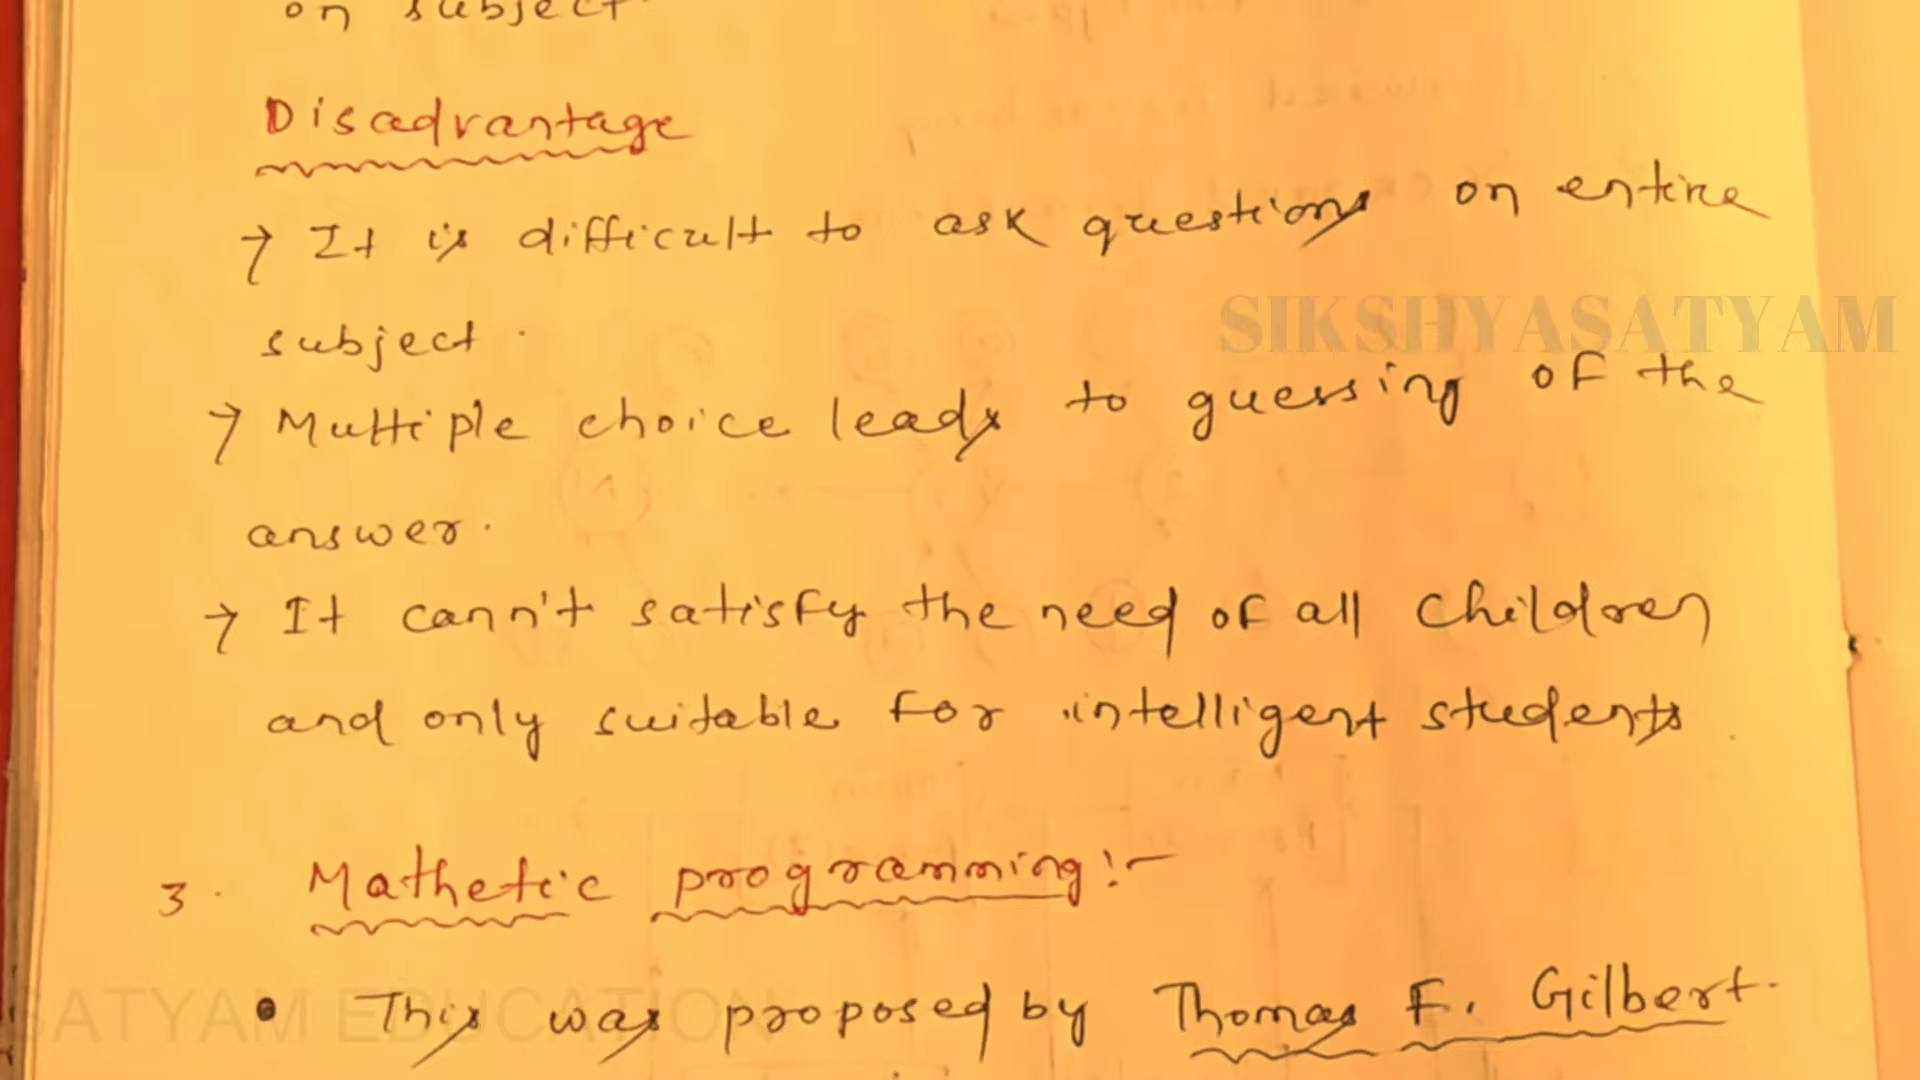 on subject
Disadvantage
→ It is difficult to ask questions on entire
SIKSHYASATYAM
subject.
→ Multiple choice leads to guessing of the
answer.
→ It cann't satisfy the need of all children
and only suitable for intelligent students.
3. Mathetic programming:-
• This was proposed by Thomas F. Gilbert.
SATYAM EDUCATION